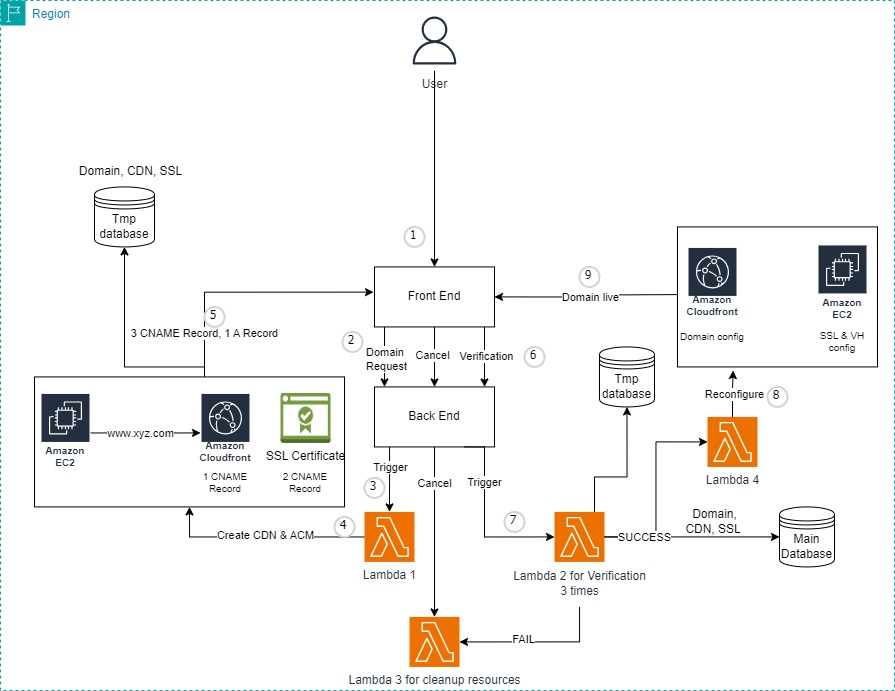 Region
User
Domain, CDN, SSL
Tmp
database
1
Front End
9
Domain live
Amazon
Cloudfront
Domain config
Amazon
EC2
SSL & VH
config
5
3 CNAME Record, 1 A Record
2
Domain
Request
Cancel
Verification
6
Tmp
database
Back End
Reconfigure
8
Amazon
EC2
www.xyz.com
Amazon
Cloudfront
1 CNAME
Record
SSL Certificate
2 CNAME
Record
Trigger
3
Cancel
Trigger
Lambda 4
4
Create CDN & ACM
7
SUCCESS
Domain,
CDN, SSL
Main
Database
Lambda 1
Lambda 2 for Verification
3 times
FAIL
Lambda 3 for cleanup resources